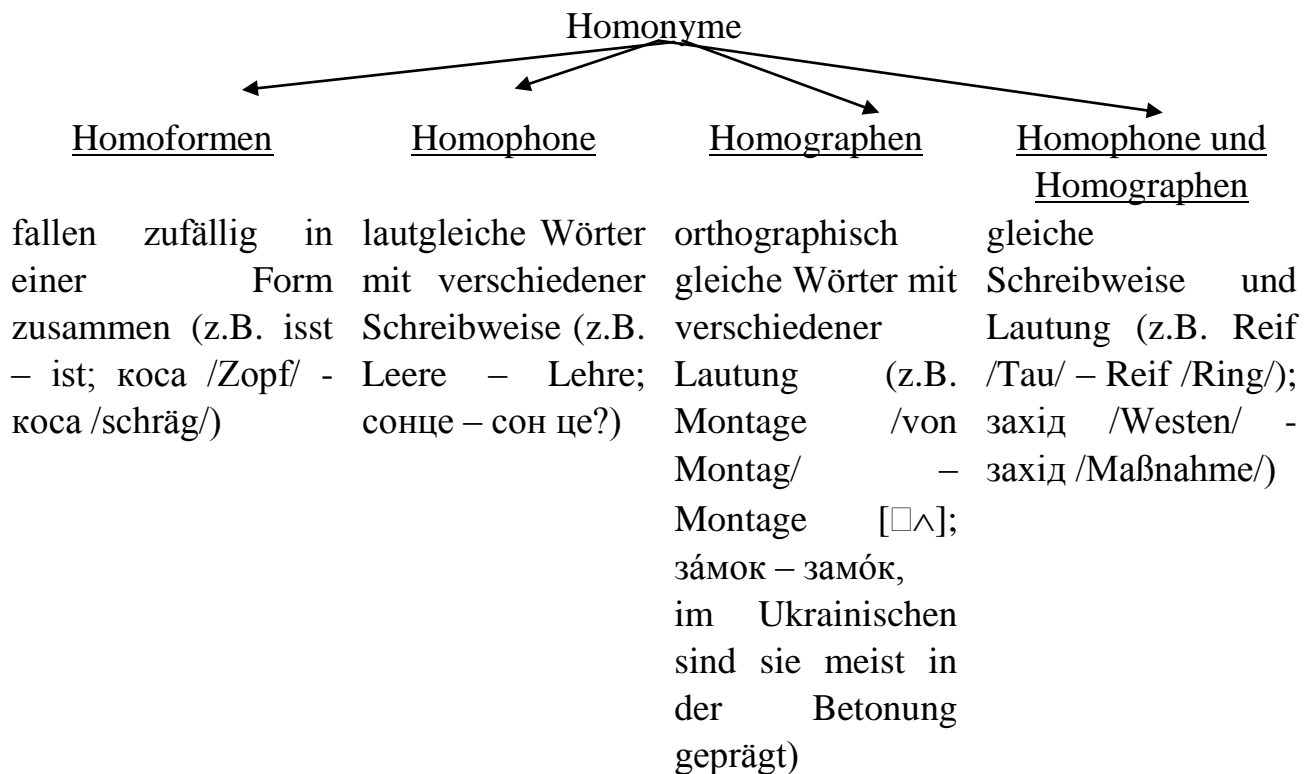 Homonyme
Homoformen
fallen zufällig in
einer Form
zusammen (z.B. isst
– ist; коса /Zopf/ -
коса /schräg/)
Homophone
lautgleiche Wörter
mit verschiedener
Schreibweise (z.B.
Leere – Lehre;
сонце – сон це?)
Homographen
orthographisch
gleiche Wörter mit
verschiedener
Lautung (z.B.
Montage /von
Montag/ –
Montage [□∧];
за́мок – замо́к,
im Ukrainischen
sind sie meist in
der Betonung
geprägt)
Homophone und
Homographen
gleiche
Schreibweise und
Lautung (z.B. Reif
/Tau/ – Reif /Ring/);
захід /Westen/ -
захід /Maßnahme/)